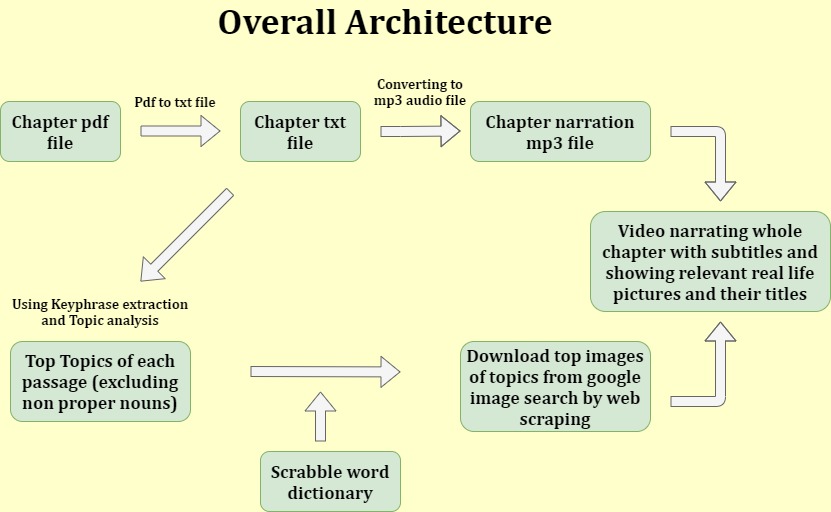 Overall Architecture
Pdf to txt file
Converting to
mp3 audio file
Chapter pdf
file
Chapter txt
file
Chapter narration
mp3 file
Video narrating whole
chapter with subtitles and
showing relevant real life
pictures and their titles
Using Keyphrase extraction
and Topic analysis
Top Topics of each
passage (excluding
non proper nouns)
Download top images
of topics from google
image search by web
scraping
Scrabble word
dictionary